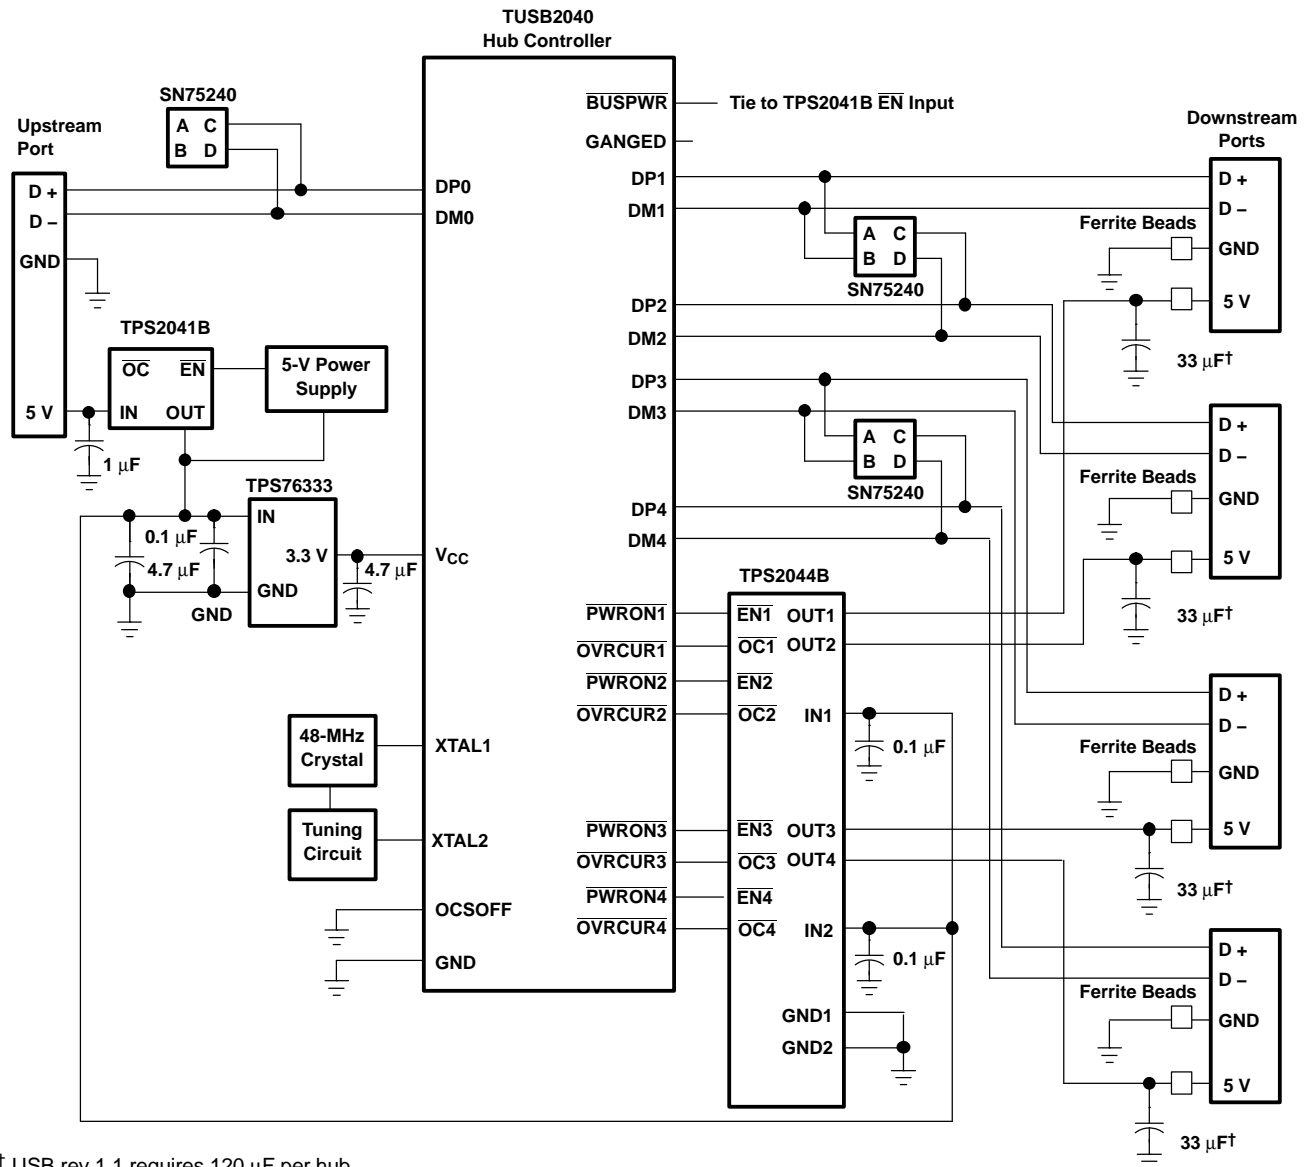 TUSB2040
Hub Controller
SN75240
A C
B D
Upstream
Port
D +
D –
GND
5 V
TPS2041B
OC EN
IN OUT
5-V Power
Supply
1 μF
TPS76333
IN
3.3 V
GND
0.1 μF
4.7 μF
GND
4.7 μF
48-MHz
Crystal
Tuning
Circuit
DP0
DM0
VCC
XTAL1
XTAL2
OCSOFF
GND
BUSPWR
Tie to TPS2041B EN Input
GANGED
DP1
DM1
DP2
DM2
DP3
DM3
DP4
DM4
PWRON1
OVRCUR1
PWRON2
OVRCUR2
PWRON3
OVRCUR3
PWRON4
OVRCUR4
A C
B D
SN75240
A C
B D
SN75240
TPS2044B
EN1 OUT1
OC1 OUT2
EN2
OC2 IN1
EN3 OUT3
OC3 OUT4
EN4
OC4 IN2
GND1
GND2
0.1 μF
0.1 μF
Downstream
Ports
D +
D –
Ferrite Beads
GND
5 V
33 μF†
D +
D –
Ferrite Beads
GND
5 V
33 μF†
D +
D –
Ferrite Beads
GND
5 V
33 μF†
D +
D –
Ferrite Beads
GND
5 V
33 μF†
† USB rev 1.1 requires 120 μF per hub